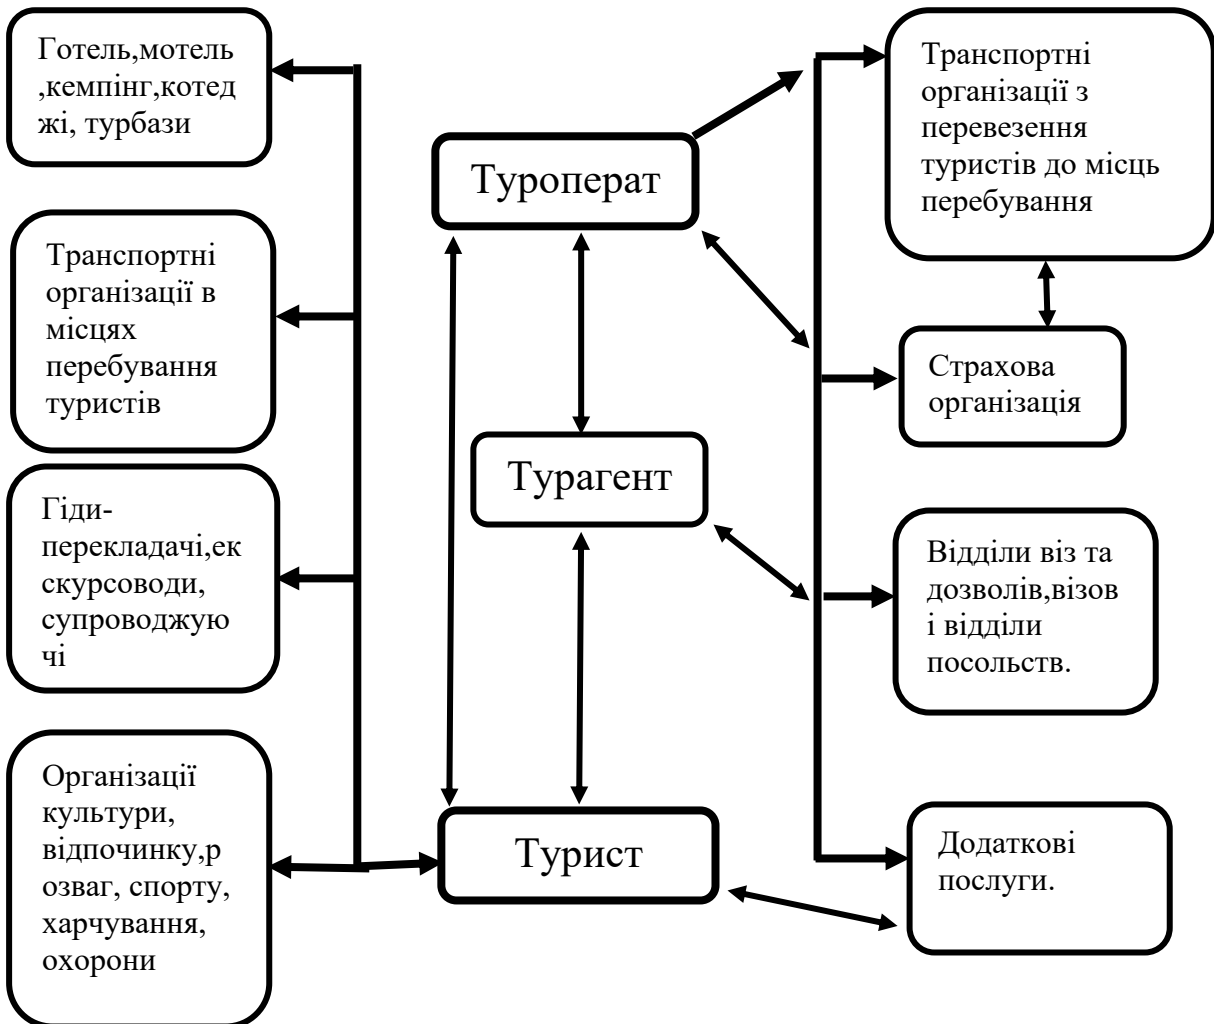 Готель,мотель
,кемпінг,котед
жі, турбази
Транспортні
організації в
місцях
перебування
туристів
Гіди-
перекладачі,ек
скурсоводи,
супроводжую
чі
Організації
культури,
відпочинку,р
озваг, спорту,
харчування,
охорони
Туроперат
Турагент
Турист
Транспортні
організації з
перевезення
туристів до місць
перебування
Страхова
організація
Відділи віз та
дозволів,візов
і відділи
посольств.
Додаткові
послуги.